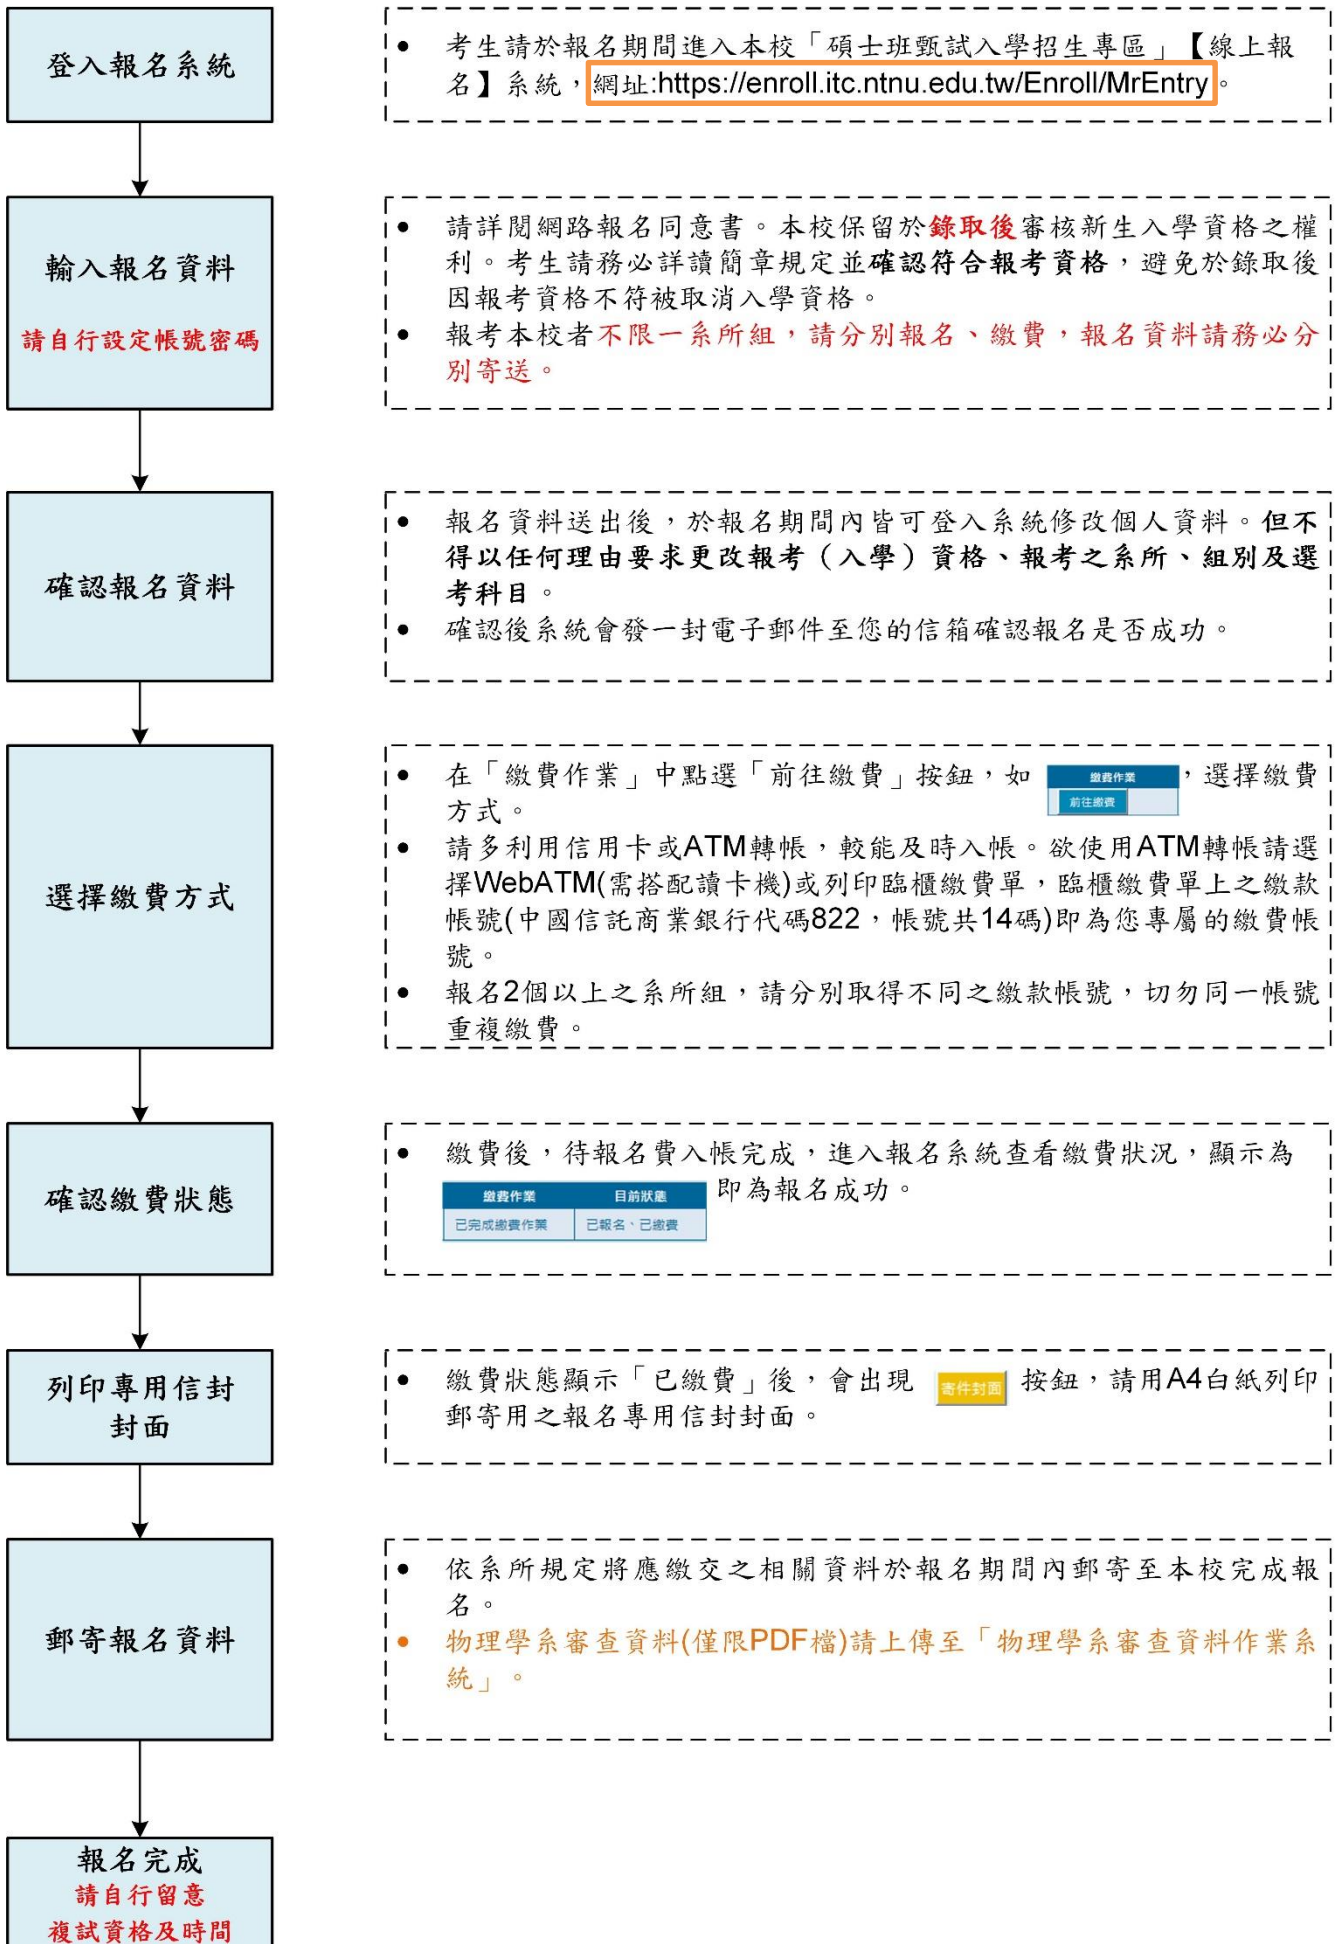 登入報名系統
● 考生請於報名期間進入本校「碩士班甄試入學招生專區」【線上報
名】系統，網址:https://enroll.itc.ntnu.edu.tw/Enroll/MrEntry。
輸入報名資料
請自行設定帳號密碼
● 請詳閱網路報名同意書。本校保留於錄取後審核新生入學資格之權
利。考生請務必詳讀簡章規定並確認符合報考資格，避免於錄取後
因報考資格不符被取消入學資格。
● 報考本校者不限一系所組，請分別報名、繳費，報名資料請務必分
別寄送。
確認報名資料
● 報名資料送出後，於報名期間內皆可登入系統修改個人資料。但不
得以任何理由要求更改報考（入學）資格、報考之系所、組別及選
考科目。
● 確認後系統會發一封電子郵件至您的信箱確認報名是否成功。
選擇繳費方式
● 在「繳費作業」中點選「前往繳費」按鈕，如 繳費作業 ，選擇繳費
前往繳費
方式。
● 請多利用信用卡或ATM轉帳，較能及時入帳。欲使用ATM轉帳請選
擇WebATM(需搭配讀卡機)或列印臨櫃繳費單，臨櫃繳費單上之繳款
帳號(中國信託商業銀行代碼822，帳號共14碼)即為您專屬的繳費帳
號。
● 報名2個以上之系所組，請分別取得不同之繳款帳號，切勿同一帳號
重複繳費。
確認繳費狀態
● 繳費後，待報名費入帳完成，進入報名系統查看繳費狀況，顯示為
繳費作業 目前狀態 即為報名成功。
已完成繳費作業 已報名、已繳費
列印專用信封
封面
● 繳費狀態顯示「已繳費」後，會出現 寄件封面 按鈕，請用A4白紙列印
郵寄用之報名專用信封封面。
郵寄報名資料
● 依系所規定將應繳交之相關資料於報名期間內郵寄至本校完成報
名。
● 物理學系審查資料(僅限PDF檔)請上傳至「物理學系審查資料作業系
統」。
報名完成
請自行留意
複試資格及時間